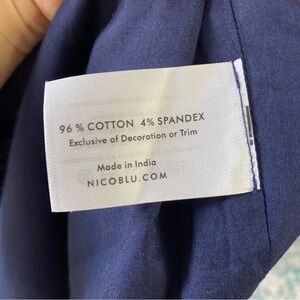 96 % COTTON 4% SPANDEX
Exclusive of Decoration or Trim
Made in India
NICOBLU.COM